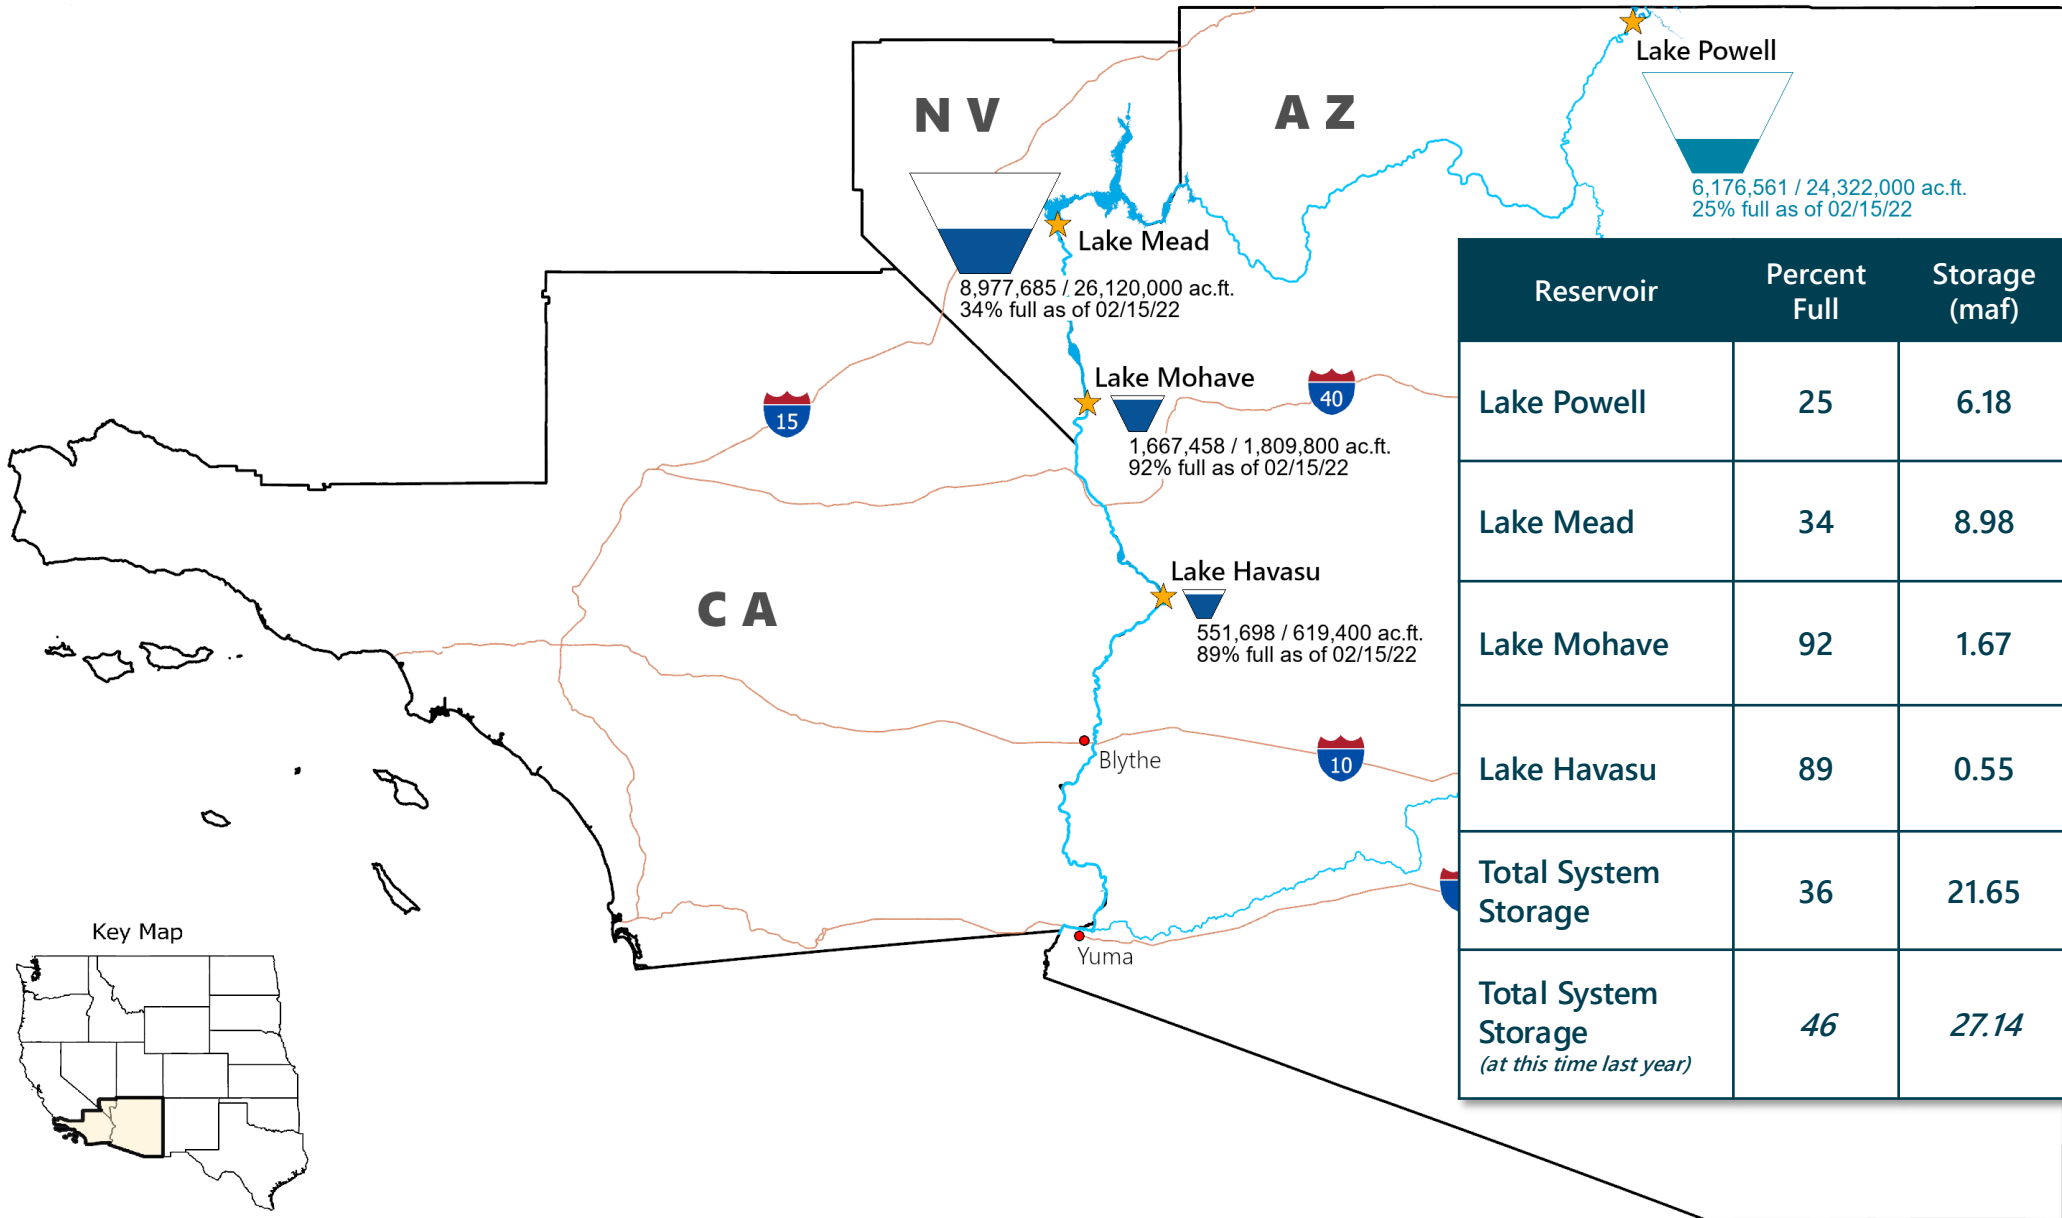 Lake Powell
6,176,561 / 24,322,000 ac.ft.
25% full as of 02/15/22
N V
A Z
Lake Mead
8,977,685 / 26,120,000 ac.ft.
34% full as of 02/15/22
Lake Mohave
1,667,458 / 1,809,800 ac.ft.
92% full as of 02/15/22
15
40
Lake Havasu
551,698 / 619,400 ac.ft.
89% full as of 02/15/22
C A
Blythe
10
Yuma
Key Map
Reservoir Percent Full Storage (maf)
Lake Powell 25 6.18
Lake Mead 34 8.98
Lake Mohave 92 1.67
Lake Havasu 89 0.55
Total System Storage 36 21.65
Total System Storage (at this time last year) 46 27.14